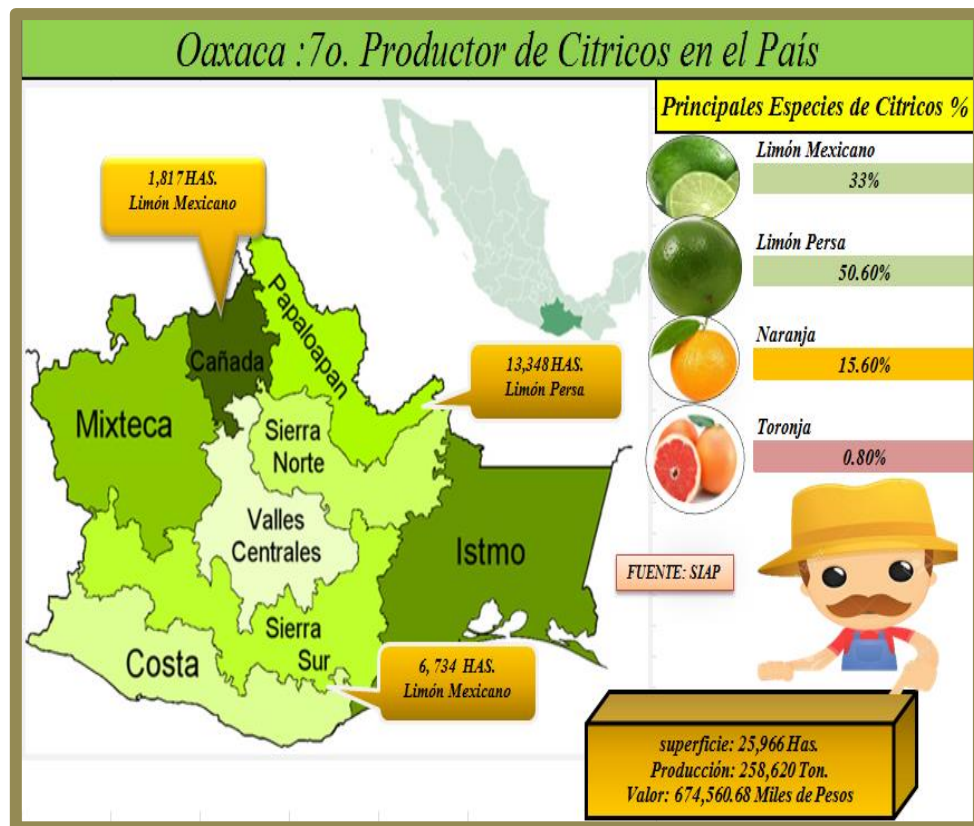 Oaxaca :7o. Productor de Citricos en el País
Principales Especies de Citricos %
Limón Mexicano
33%
Limón Persa
50.60%
Naranja
15.60%
Toronja
0.80%
1,817 HAS.
Limón Mexicano
13,348 HAS.
Limón Persa
6, 734 HAS.
Limón Mexicano
Papaloapan
Cañada
Mixteca
Sierra
Norte
Valles
Centrales
Istmo
Sierra
Sur
Costa
FUENTE: SIAP
superficie: 25,966 Has.
Producción: 258,620 Ton.
Valor: 674,560.68 Miles de Pesos